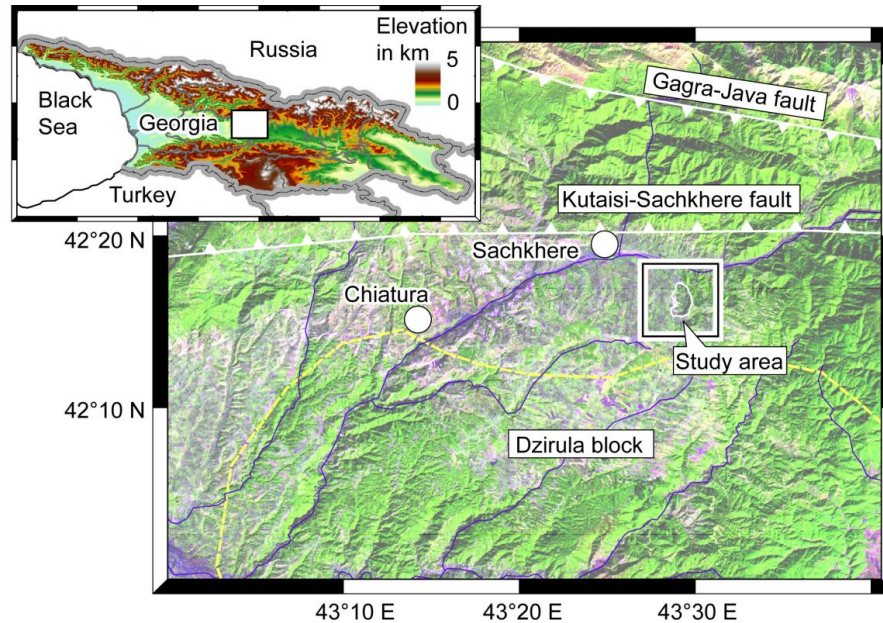 Elevation
in km
5
0
Russia
Black
Sea
Georgia
Turkey
Gagra-Java fault
Kutaisi-Sachkhere fault
42°20 N
Sachkhere
Chiatura
Study area
42°10 N
Dzirula block
43°10 E
43°20 E
43°30 E